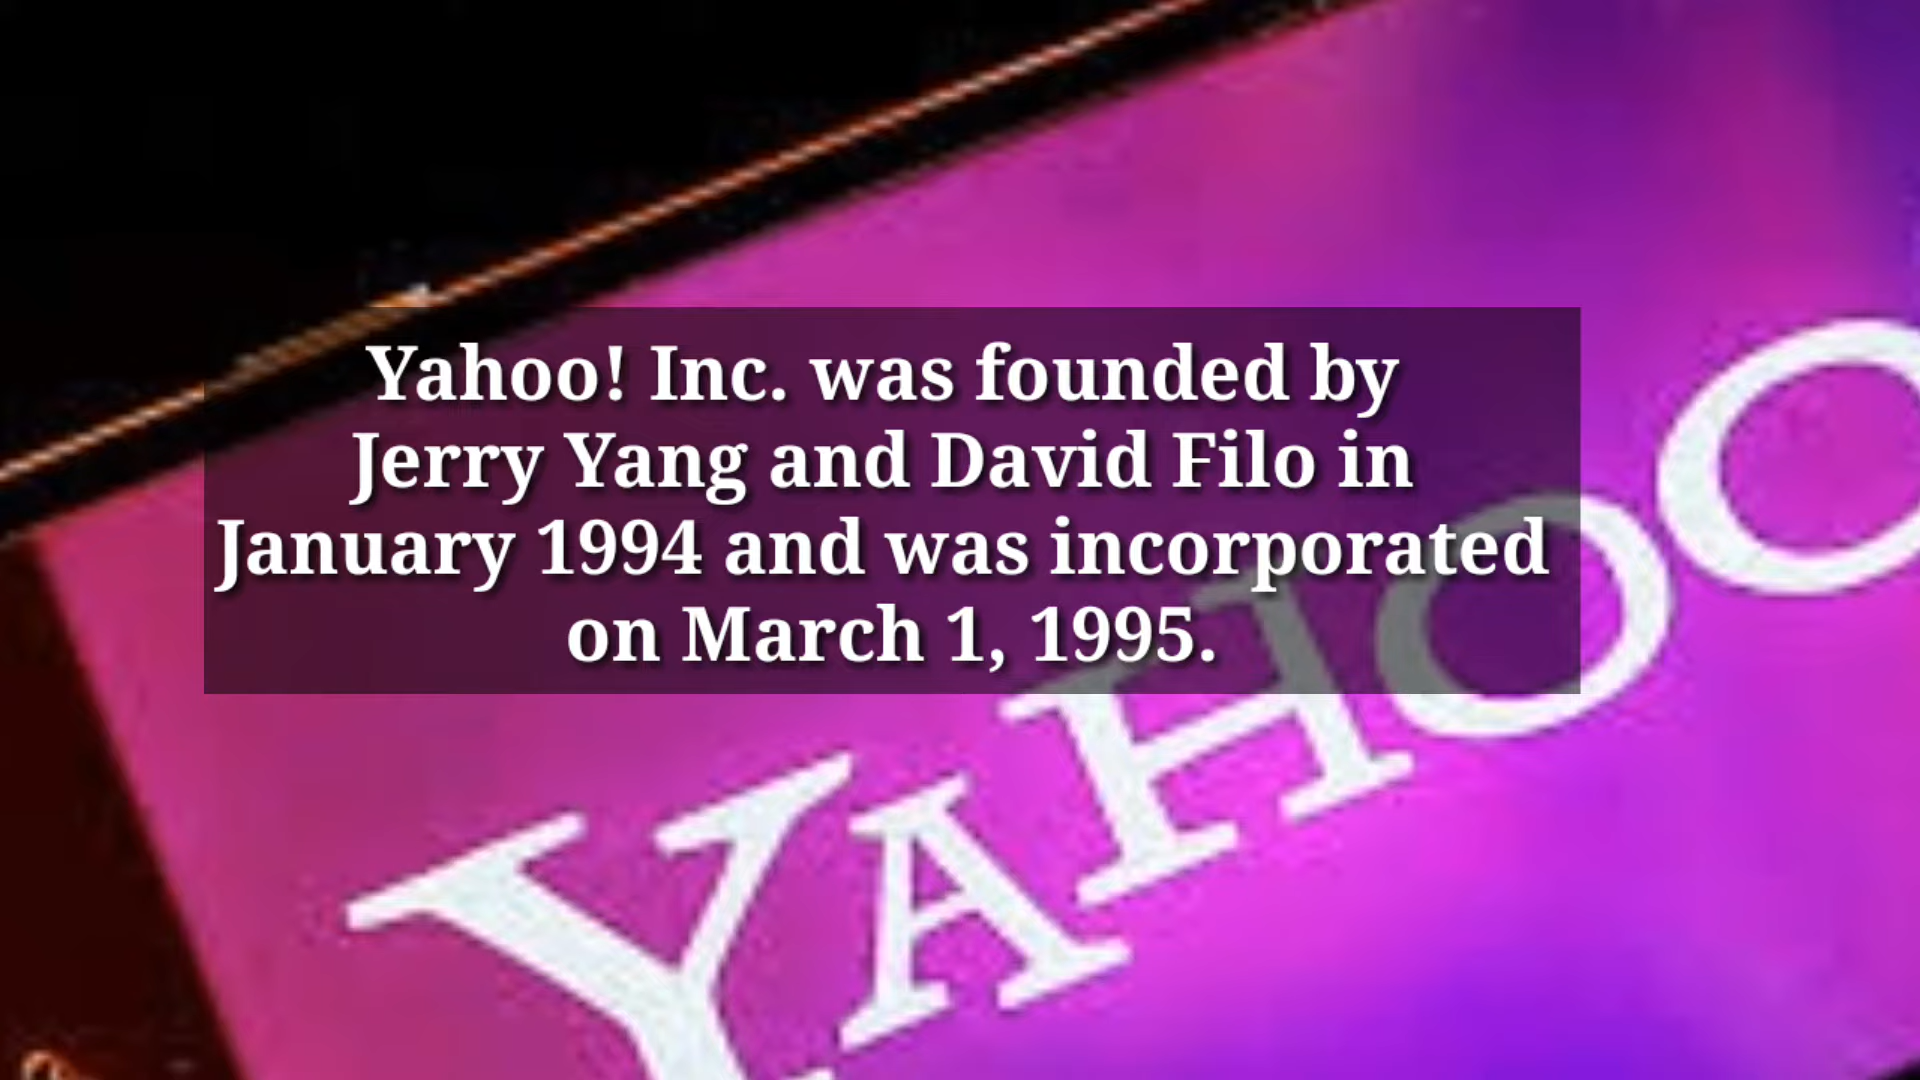 Yahoo! Inc. was founded by
Jerry Yang and David Filo in
January 1994 and was incorporated
on March 1, 1995.
YAHOO